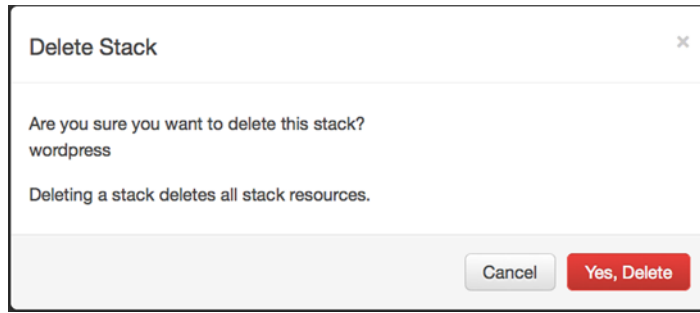 Delete Stack
×
Are you sure you want to delete this stack?
wordpress
Deleting a stack deletes all stack resources.
Cancel Yes, Delete